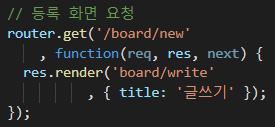 // 등록 화면 요청
router.get('/board/new'
    , function(req, res, next) {
  res.render('board/write'
          , { title: '글쓰기' });
});